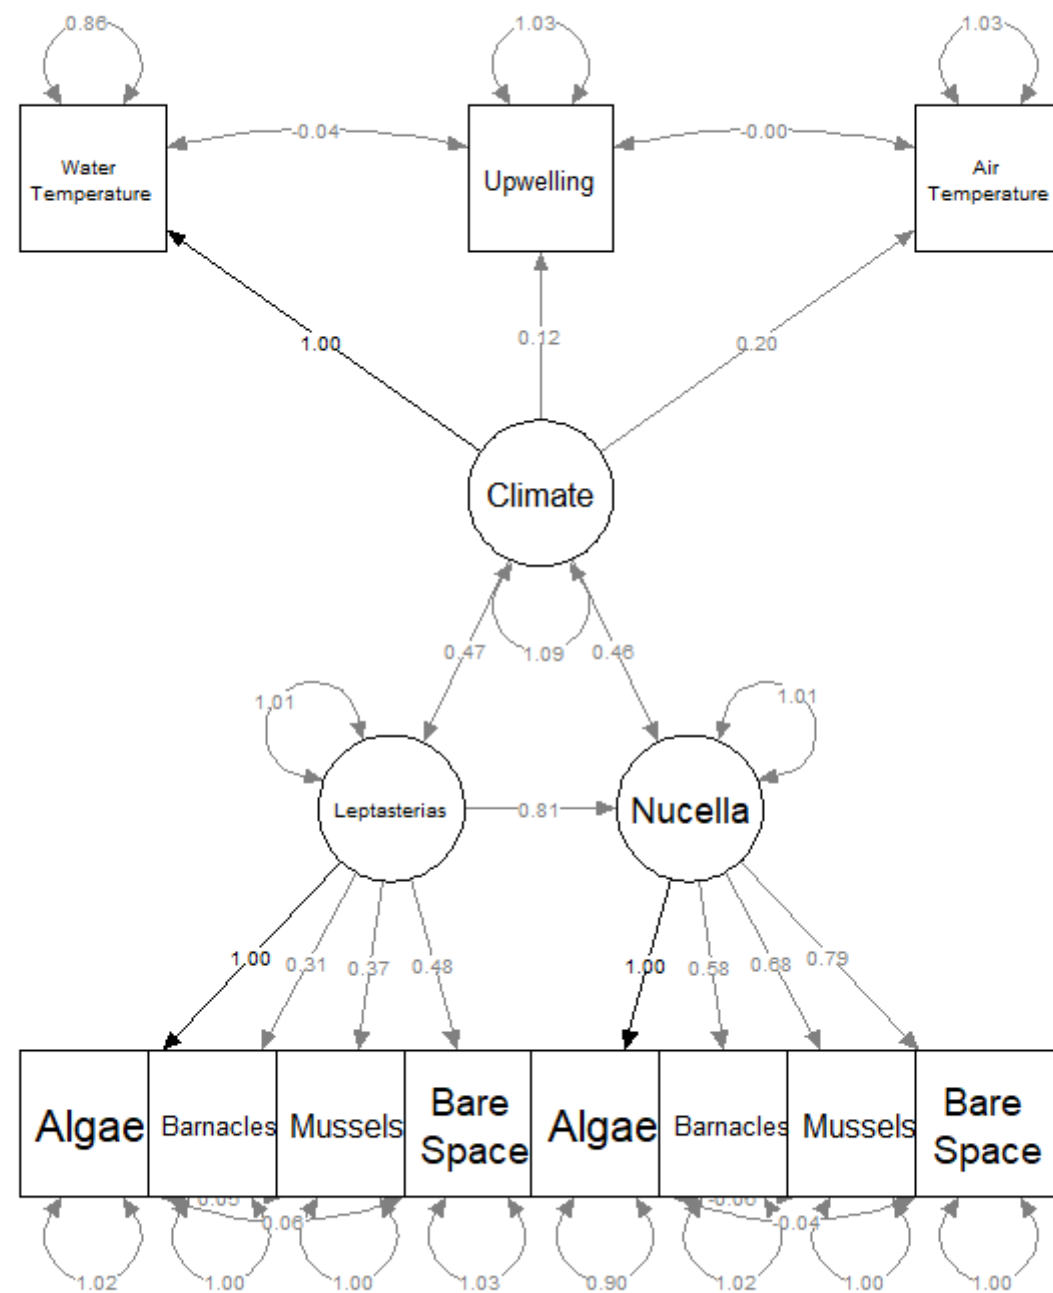 0.86
1.03
1.03
-0.04
-0.00
Water
Temperature
Upwelling
Air
Temperature
1.00
0.12
0.20
Climate
0.47
1.09
0.46
1.01
1.01
Leptasterias
0.81
Nucella
1.00
0.31
0.37
0.48
1.00
0.58
0.68
0.79
Algae
Barnacles
Mussels
Bare
Space
Algae
Barnacles
Mussels
Bare
Space
0.06
-0.04
1.02
1.00
1.00
1.03
0.90
1.02
1.00
1.00